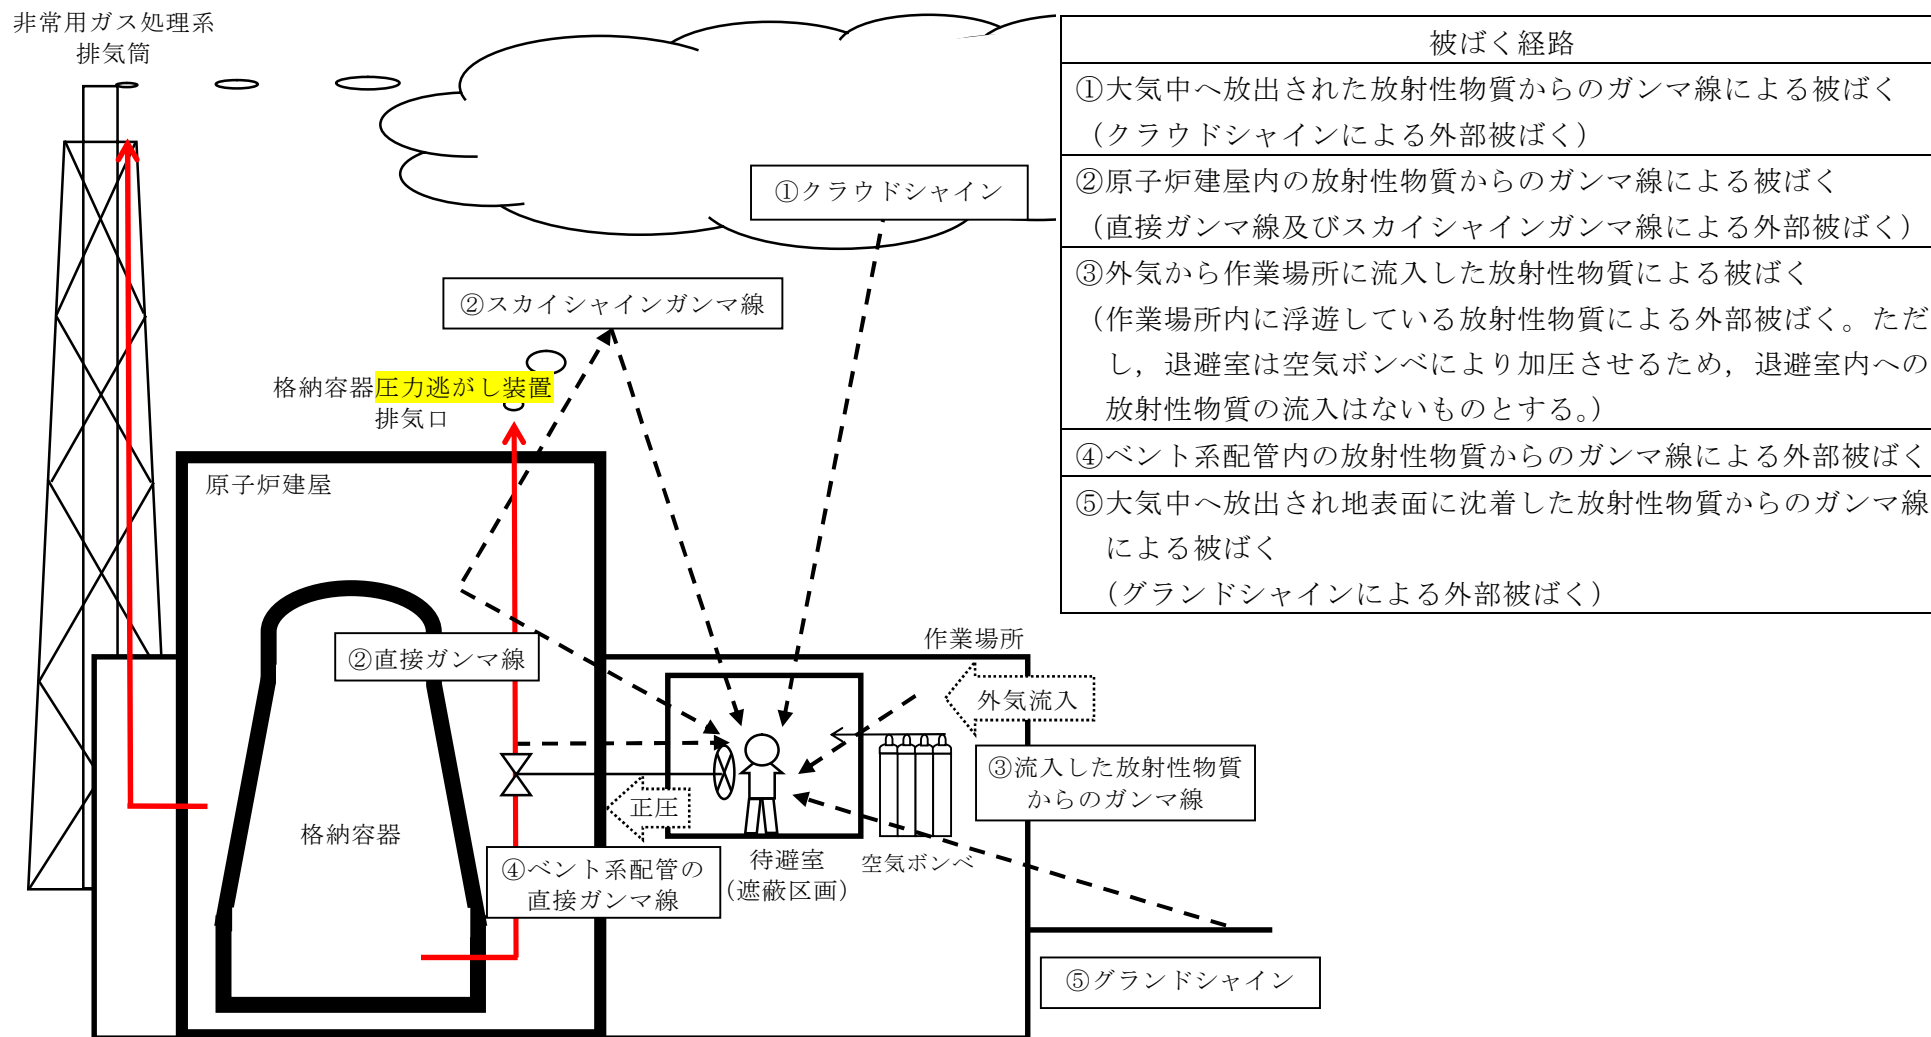 非常用ガス処理系
排気筒
①クラウドシャイン
②スカイシャインガンマ線
格納容器圧力逃がし装置
排気口
原子炉建屋
②直接ガンマ線
作業場所
外気流入
③流入した放射性物質
からのガンマ線
正圧
格納容器
④ベント系配管の
直接ガンマ線
待避室
(遮蔽区画)
空気ボンベ
⑤グランドシャイン
被ばく経路
①大気中へ放出された放射性物質からのガンマ線による被ばく
（クラウドシャインによる外部被ばく）
②原子炉建屋内の放射性物質からのガンマ線による被ばく
（直接ガンマ線及びスカイシャインガンマ線による外部被ばく）
③外気から作業場所に流入した放射性物質による被ばく
（作業場所内に浮遊している放射性物質による外部被ばく。ただ
し，退避室は空気ボンベにより加圧させるため，退避室内への
放射性物質の流入はないものとする。）
④ベント系配管内の放射性物質からのガンマ線による外部被ばく
⑤大気中へ放出され地表面に沈着した放射性物質からのガンマ線
による被ばく
（グランドシャインによる外部被ばく）